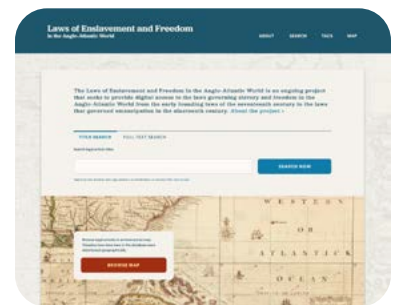 Laws of Enslavement and Freedom
in the Anglo-Atlantic World
ABOUT SEARCH TAGS MAP
The Laws of Enslavement and Freedom in the Anglo-Atlantic World is an ongoing project
that seeks to provide digital access to the laws governing slavery and freedom in the
Anglo-Atlantic World from the early founding laws of the seventeenth century to the laws
that governed emancipation in the nineteenth century. About the project ›
TITLE SEARCH FULL TEXT SEARCH
SEARCH NOW
WESTERN
OR
ATLANTICK
OCEAN
BROWSE MAP